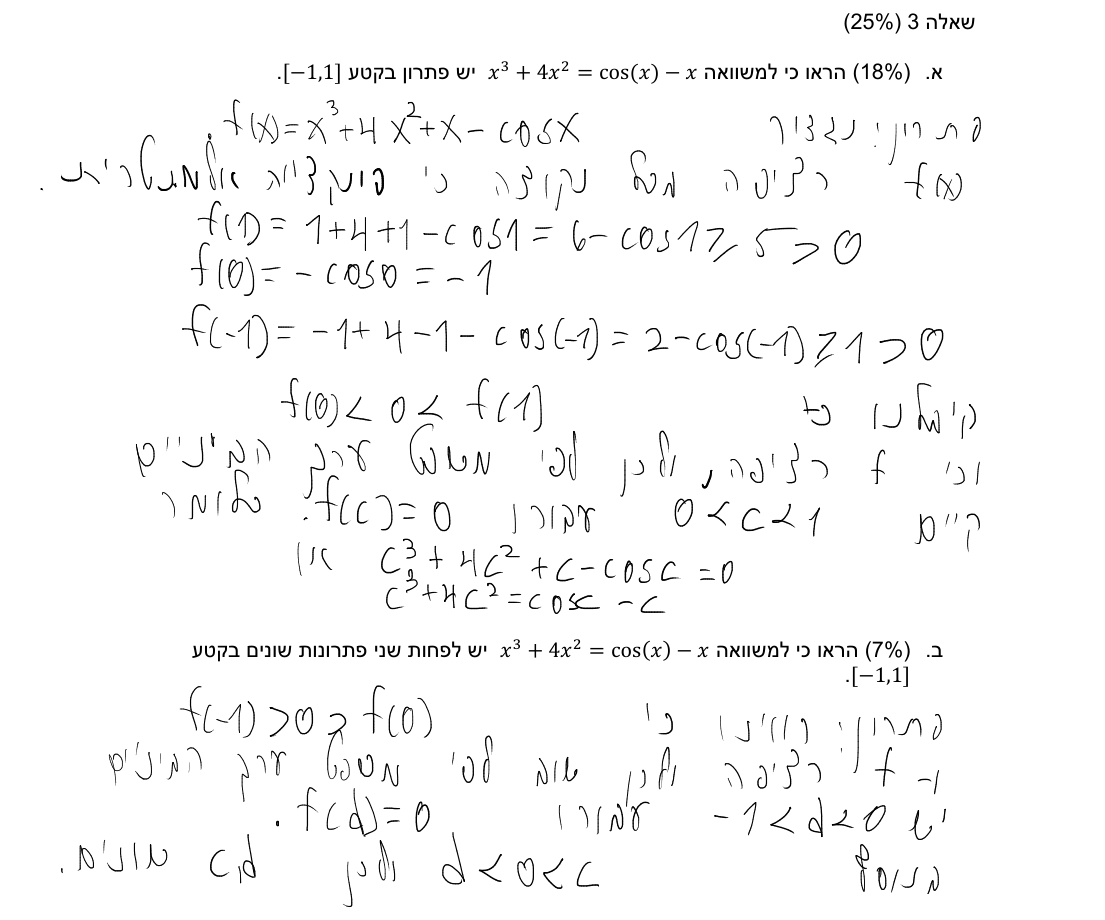 שאלה 3 (25%)
א. (18%) הראו כי למשוואה x³ + 4x² = cos(x) − x יש פתרון בקטע [−1,1].
פתרון: נגדיר f(x) = x³+4x²+x − cosx.
f(x) רציפה בכל נקודה כי פונקציה אלמנטרית.
f(1) = 1+4+1−cos1 = 6−cos1 ≥ 5 > 0
f(0) = −cos0 = −1
f(-1) = −1+4−1−cos(-1) = 2−cos(-1) ≥ 1 > 0
קיבלנו כי f(0) < 0 < f(1)
וכי f רציפה, ולכן לפי משפט ערך הביניים
קיים 0<c<1 עבורו f(c)=0. כלומר
c³ + 4c² + c − cosc = 0 או
c³+4c² = cosc − c
ב. (7%) הראו כי למשוואה x³ + 4x² = cos(x) − x יש לפחות שני פתרונות שונים בקטע
[−1,1].
פתרון: ראינו כי f(-1) > 0 > f(0)
ו- f רציפה ולכן שוב לפי משפט ערך הביניים
יש -1<d<0 עבורו f(d)=0.
בנוסף d<0<c ולכן c,d שונים.